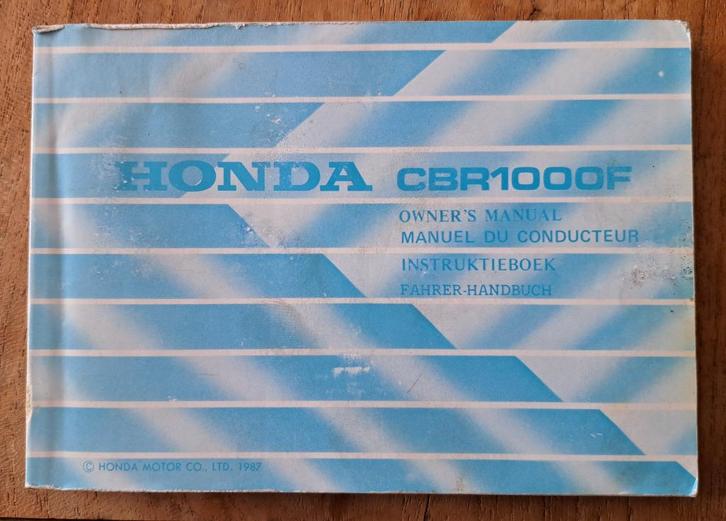 HONDA CBR1000F
OWNER'S MANUAL
MANUEL DU CONDUCTEUR
INSTRUKTIEBOEK
FAHRER-HANDBUCH
© HONDA MOTOR CO., LTD. 1987